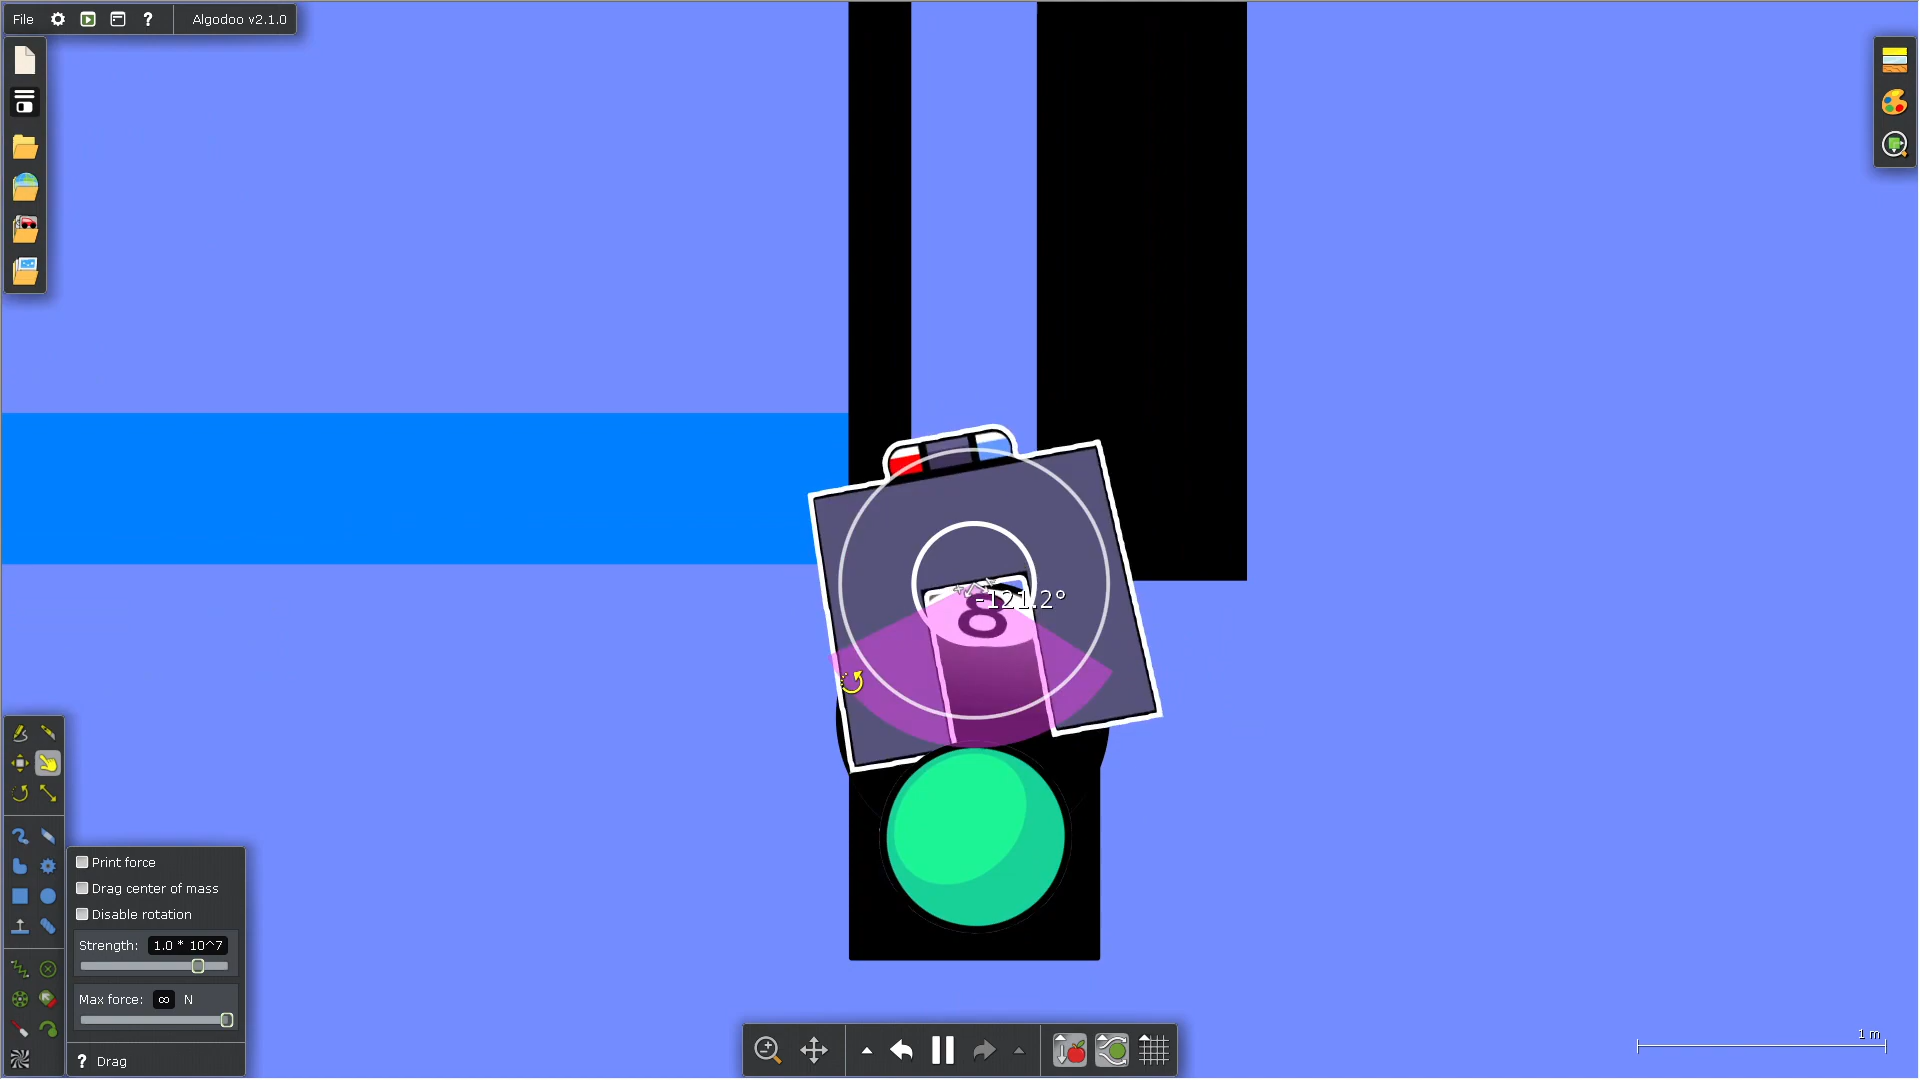 File ? Algodoo v2.1.0
8
-121.2°
Print force
Drag center of mass
Disable rotation
Strength: 1.0 * 10^7
Max force: ∞ N
? Drag
1 m